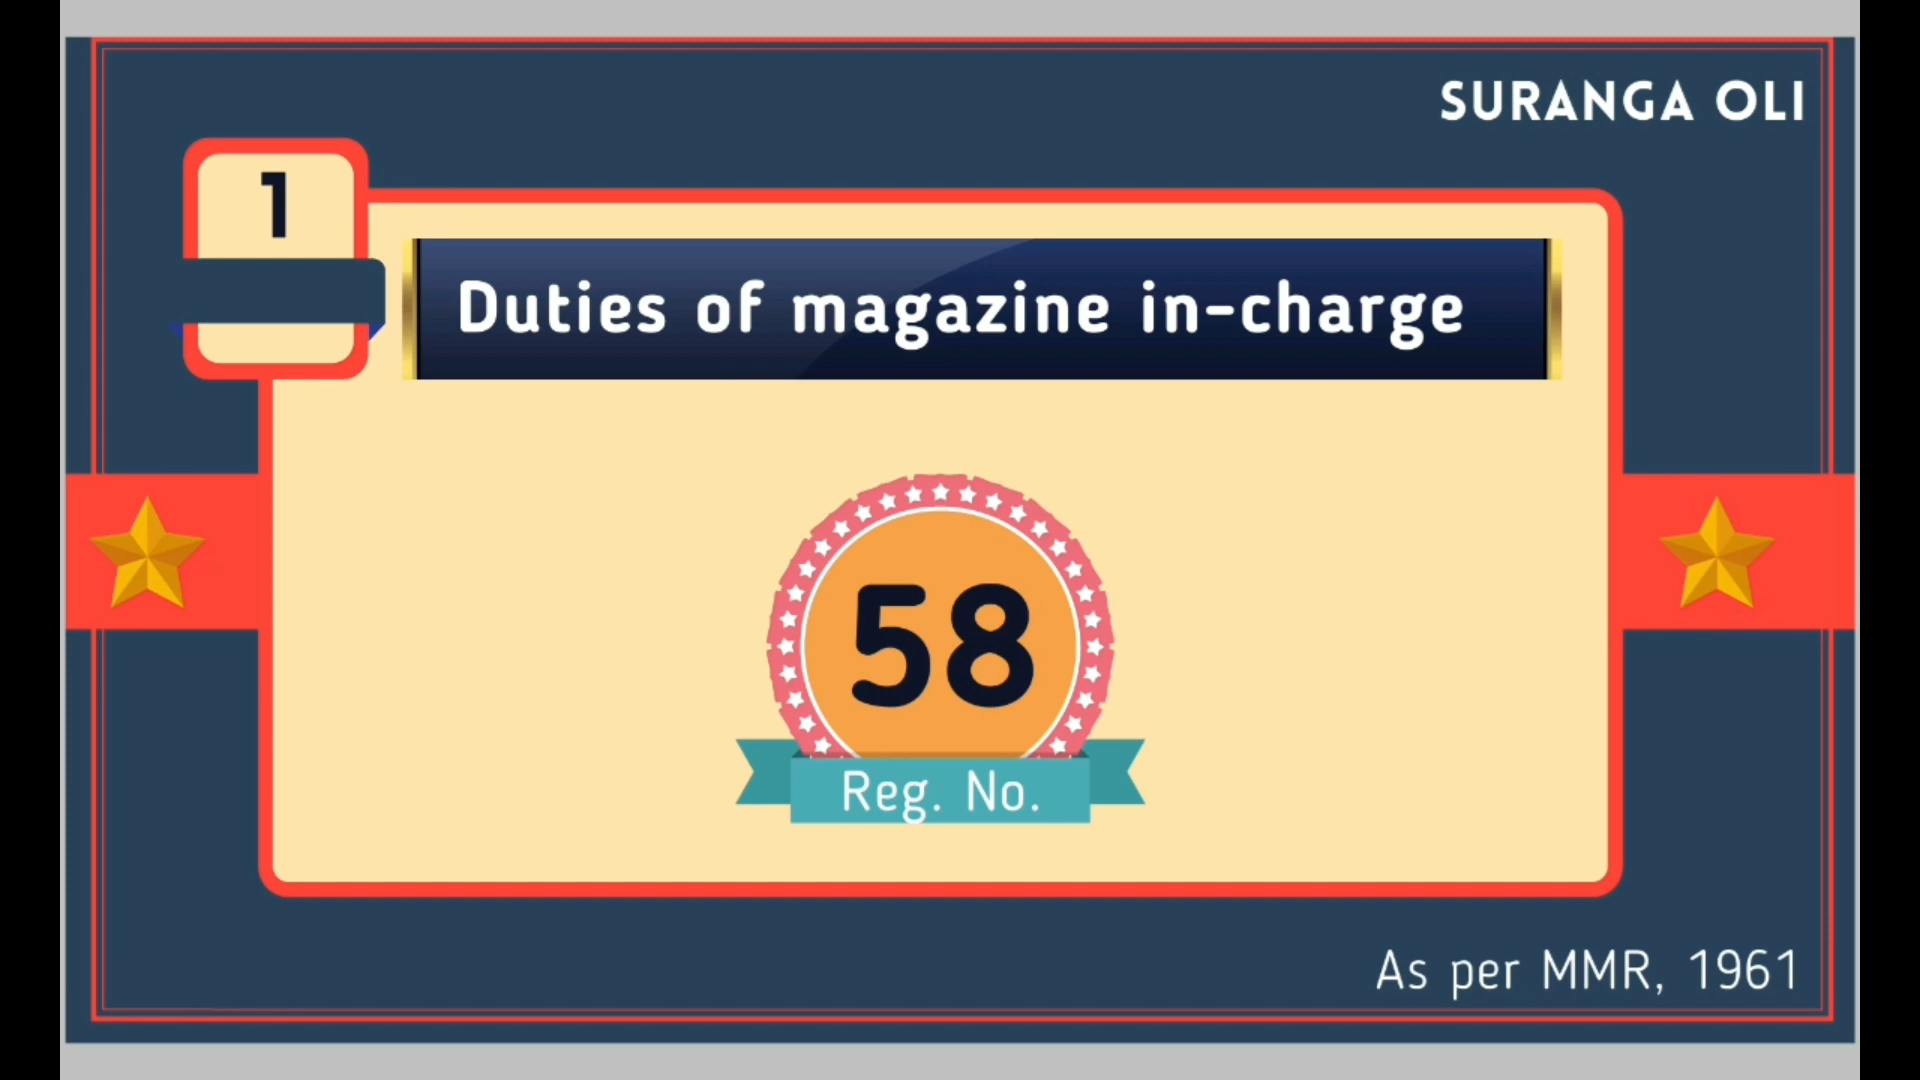 SURANGA OLI
1
Duties of magazine in-charge
58
Reg. No.
As per MMR, 1961